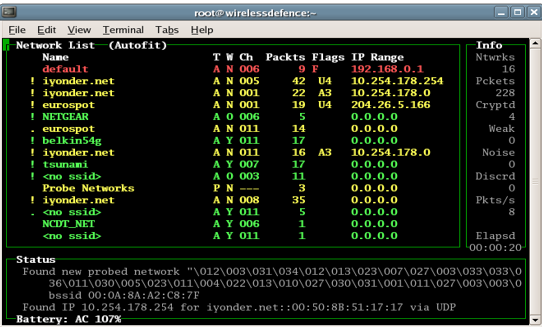 root@wirelessdefence:~
File Edit View Terminal Tabs Help
Network List (Autofit) Info
Name T W Ch Packts Flags IP Range Ntwrks
default A N 006 9 F 192.168.0.1 16
! iyonder.net A N 005 42 U4 10.254.178.254 Pckets
! iyonder.net A N 001 22 A3 10.254.178.0 228
! eurospot A N 001 19 U4 204.26.5.166 Cryptd
! NETGEAR A O 006 5 0.0.0.0 4
. eurospot A N 011 14 0.0.0.0 Weak
! belkin54g A Y 011 17 0.0.0.0 0
! iyonder.net A N 011 16 A3 10.254.178.0 Noise
! tsunami A Y 007 17 0.0.0.0 0
! <no ssid> A O 003 11 0.0.0.0 Discrd
Probe Networks P N --- 3 0.0.0.0 0
! iyonder.net A N 008 35 0.0.0.0 Pkts/s
. <no ssid> A Y 011 5 0.0.0.0 8
NCDT_NET A Y 006 1 0.0.0.0
<no ssid> A Y 011 1 0.0.0.0 Elapsd
00:00:20
Status
Found new probed network "\012\003\031\034\012\013\023\007\027\003\033\033\0
36\011\030\005\023\011\004\022\013\010\027\030\031\001\011\027\003\003\0
bssid 00:0A:8A:A2:C8:7F
Found IP 10.254.178.254 for iyonder.net::00:50:8B:51:17:17 via UDP
Battery: AC 107%